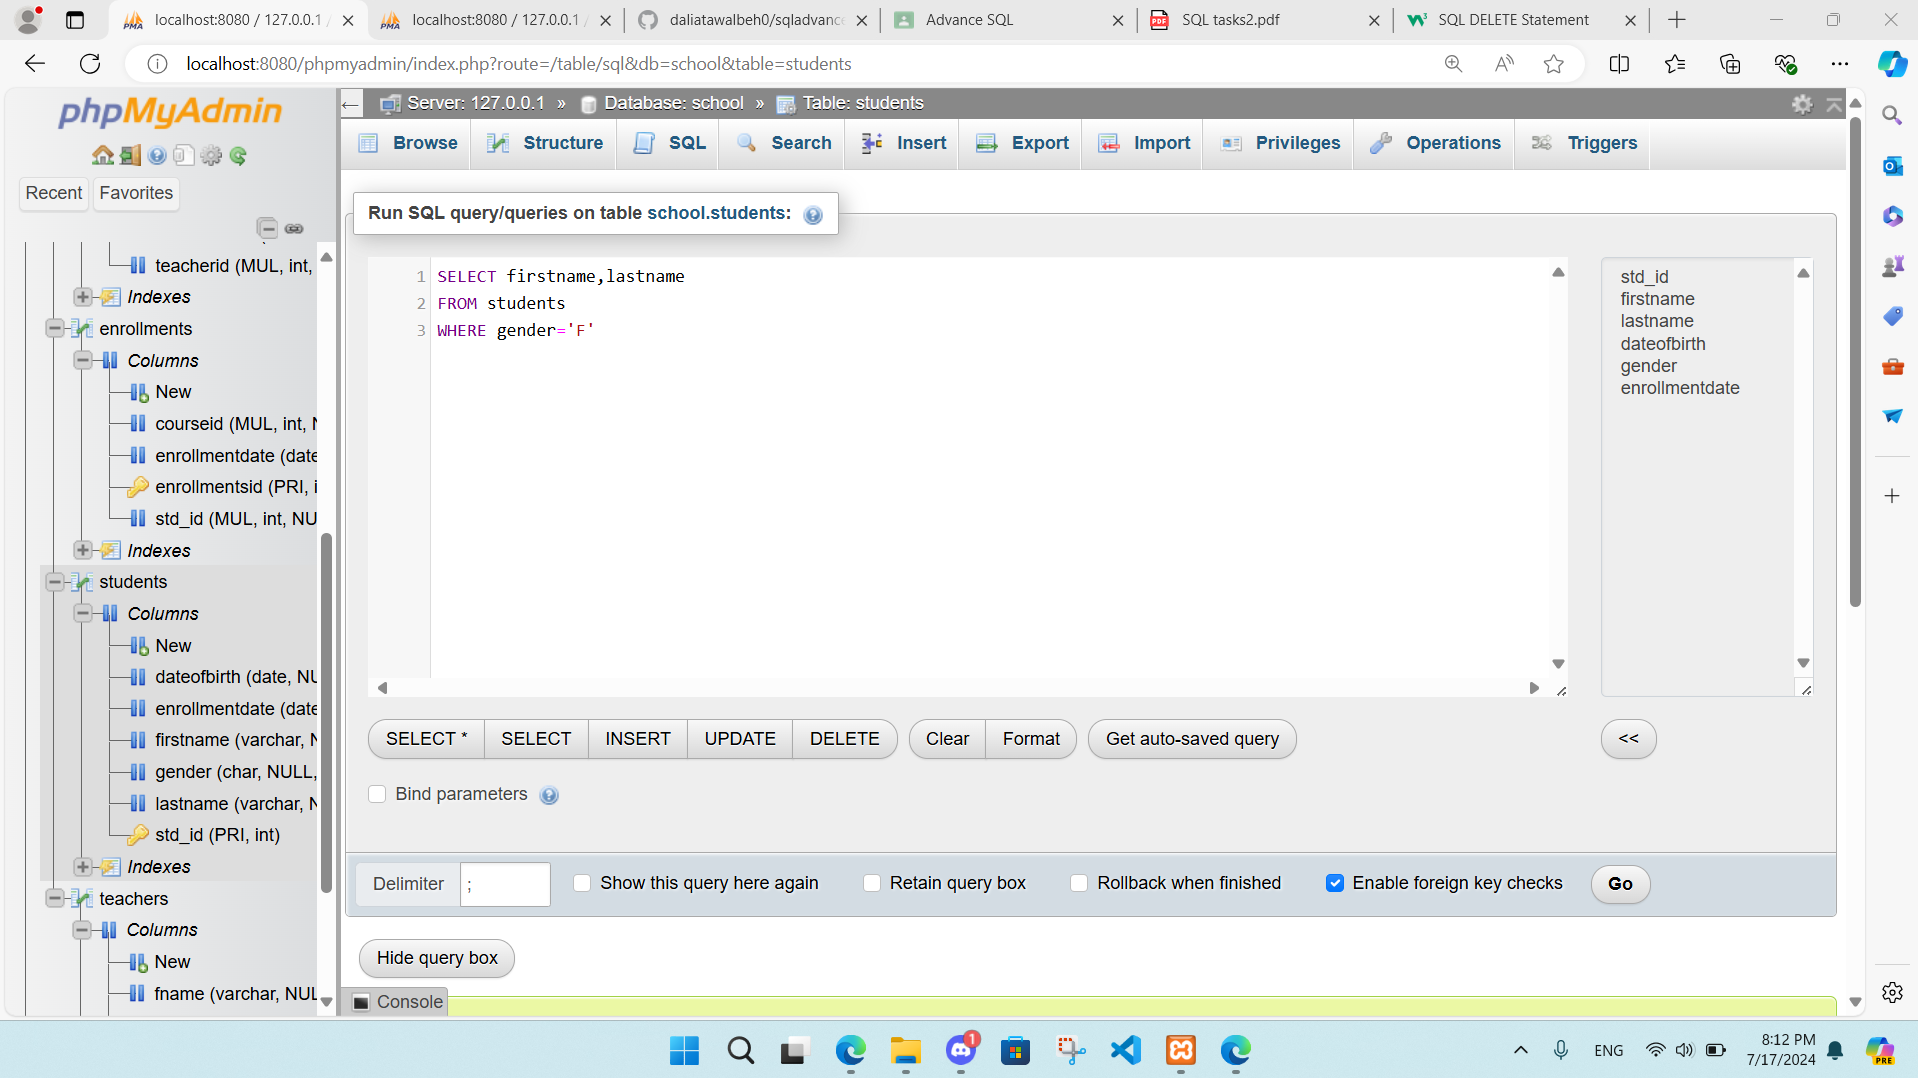 localhost:8080 / 127.0.0.1 /
localhost:8080 / 127.0.0.1 /
daliatawalbeh0/sqladvance
Advance SQL
SQL tasks2.pdf
SQL DELETE Statement
localhost:8080/phpmyadmin/index.php?route=/table/sql&db=school&table=students
phpMyAdmin
Recent
Favorites
teacherid (MUL, int,
Indexes
enrollments
Columns
New
courseid (MUL, int, N
enrollmentdate (date
enrollmentsid (PRI, i
std_id (MUL, int, NU
Indexes
students
Columns
New
dateofbirth (date, NU
enrollmentdate (date
firstname (varchar, N
gender (char, NULL,
lastname (varchar, N
std_id (PRI, int)
Indexes
teachers
Columns
New
fname (varchar, NUL
Server: 127.0.0.1 » Database: school » Table: students
Browse
Structure
SQL
Search
Insert
Export
Import
Privileges
Operations
Triggers
Run SQL query/queries on table school.students:
1 SELECT firstname,lastname
2 FROM students
3 WHERE gender='F'
std_id
firstname
lastname
dateofbirth
gender
enrollmentdate
SELECT *
SELECT
INSERT
UPDATE
DELETE
Clear
Format
Get auto-saved query
<<
Bind parameters
Delimiter
;
Show this query here again
Retain query box
Rollback when finished
Enable foreign key checks
Go
Hide query box
Console
1
ENG
8:12 PM
7/17/2024
PRE